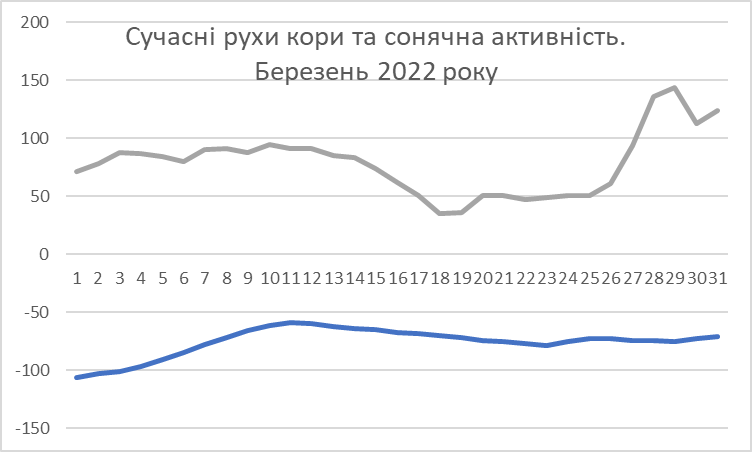 200
Сучасні рухи кори та сонячна активність.
Березень 2022 року
150
100
50
0
1 2 3 4 5 6 7 8 9 10 11 12 13 14 15 16 17 18 19 20 21 22 23 24 25 26 27 28 29 30 31
-50
-100
-150